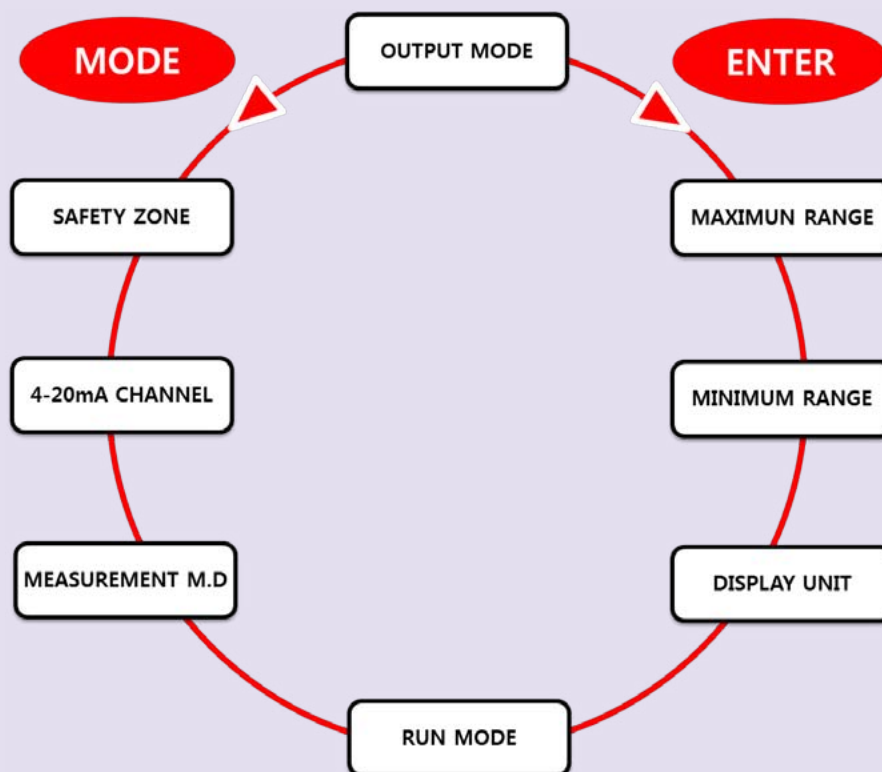 MODE
OUTPUT MODE
ENTER
SAFETY ZONE
MAXIMUN RANGE
4-20mA CHANNEL
MINIMUM RANGE
MEASUREMENT M.D
DISPLAY UNIT
RUN MODE